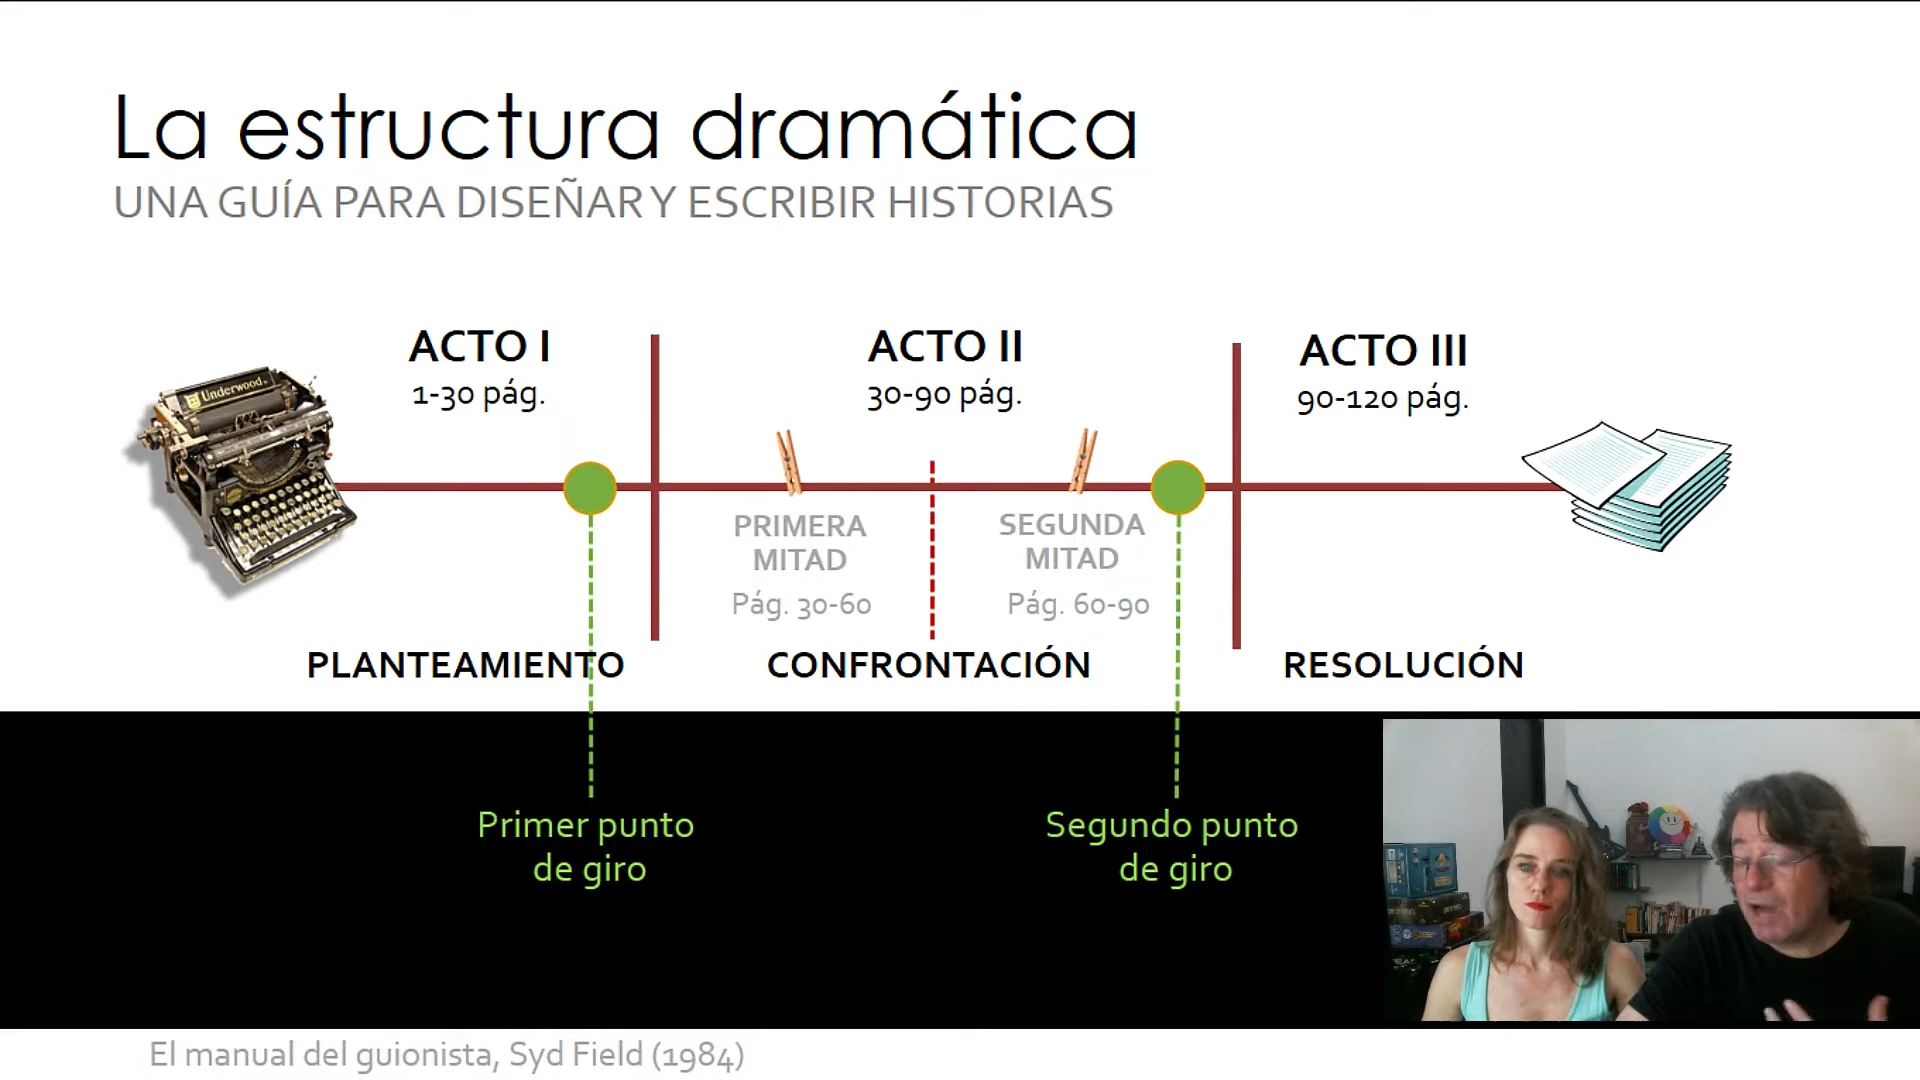 La estructura dramática
UNA GUÍA PARA DISEÑAR Y ESCRIBIR HISTORIAS
ACTO I
1-30 pág.
ACTO II
30-90 pág.
ACTO III
90-120 pág.
Underwood
PRIMERA
MITAD
Pág. 30-60
SEGUNDA
MITAD
Pág. 60-90
PLANTEAMIENTO
CONFRONTACIÓN
RESOLUCIÓN
Primer punto
de giro
Segundo punto
de giro
El manual del guionista, Syd Field (1984)